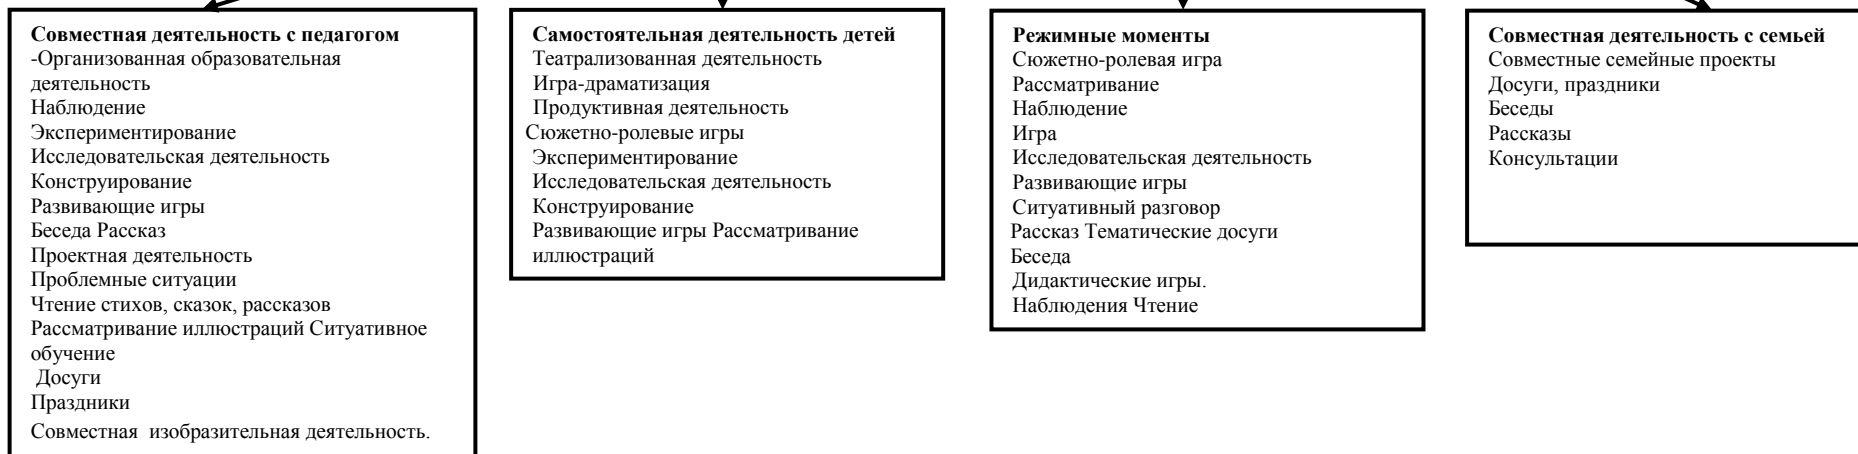 Совместная деятельность с педагогом
-Организованная образовательная
деятельность
Наблюдение
Экспериментирование
Исследовательская деятельность
Конструирование
Развивающие игры
Беседа Рассказ
Проектная деятельность
Проблемные ситуации
Чтение стихов, сказок, рассказов
Рассматривание иллюстраций Ситуативное
обучение
Досуги
Праздники
Совместная изобразительная деятельность.
Самостоятельная деятельность детей
Театрализованная деятельность
Игра-драматизация
Продуктивная деятельность
Сюжетно-ролевые игры
Экспериментирование
Исследовательская деятельность
Конструирование
Развивающие игры Рассматривание
иллюстраций
Режимные моменты
Сюжетно-ролевая игра
Рассматривание
Наблюдение
Игра
Исследовательская деятельность
Развивающие игры
Ситуативный разговор
Рассказ Тематические досуги
Беседа
Дидактические игры.
Наблюдения Чтение
Совместная деятельность с семьей
Совместные семейные проекты
Досуги, праздники
Беседы
Рассказы
Консультации